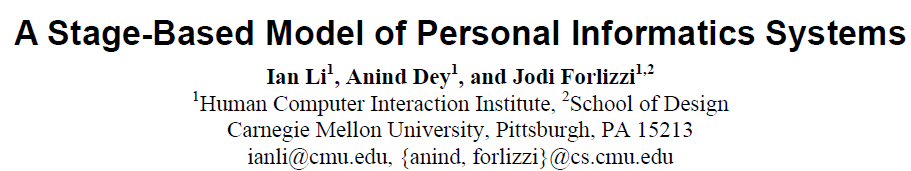 A Stage-Based Model of Personal Informatics Systems
Ian Li¹, Anind Dey¹, and Jodi Forlizzi¹,²
¹Human Computer Interaction Institute, ²School of Design
Carnegie Mellon University, Pittsburgh, PA 15213
ianli@cmu.edu, {anind, forlizzi}@cs.cmu.edu